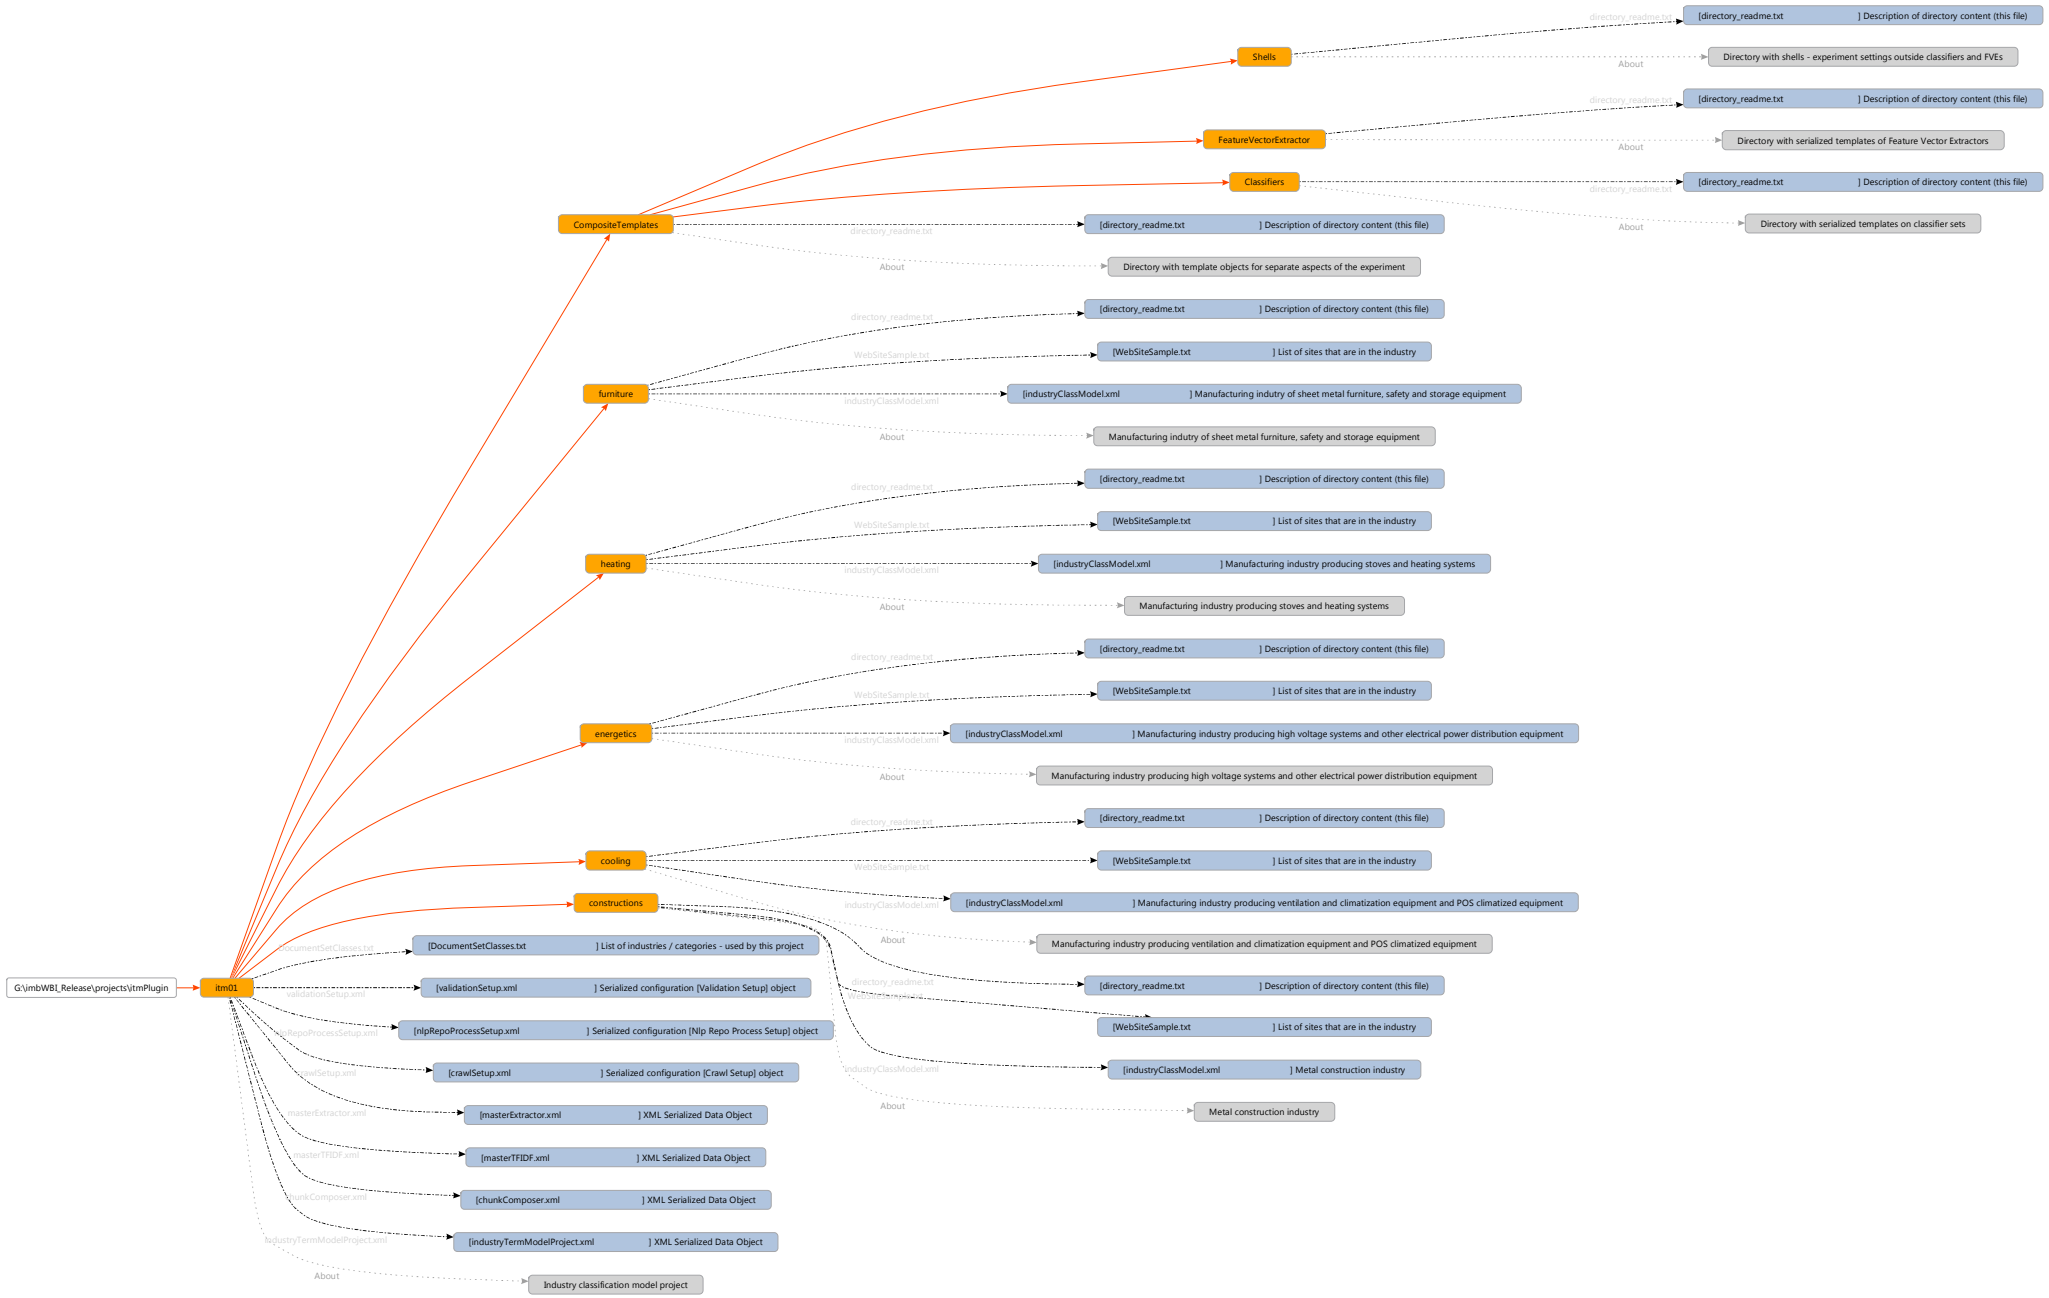 directory_readme.txt
[directory_readme.txt ] Description of directory content (this file)
Shells
Directory with shells - experiment settings outside classifiers and FVEs
About
directory_readme.txt
[directory_readme.txt ] Description of directory content (this file)
FeatureVectorExtractor
Directory with serialized templates of Feature Vector Extractors
About
Classifiers
[directory_readme.txt ] Description of directory content (this file)
directory_readme.txt
CompositeTemplates
[directory_readme.txt ] Description of directory content (this file)
directory_readme.txt
Directory with serialized templates on classifier sets
About
About
Directory with template objects for separate aspects of the experiment
directory_readme.txt
[directory_readme.txt ] Description of directory content (this file)
WebSiteSample.txt
[WebSiteSample.txt ] List of sites that are in the industry
furniture
[industryClassModel.xml ] Manufacturing indutry of sheet metal furniture, safety and storage equipment
industryClassModel.xml
About
Manufacturing indutry of sheet metal furniture, safety and storage equipment
directory_readme.txt
[directory_readme.txt ] Description of directory content (this file)
WebSiteSample.txt
[WebSiteSample.txt ] List of sites that are in the industry
heating
[industryClassModel.xml ] Manufacturing industry producing stoves and heating systems
industryClassModel.xml
About
Manufacturing industry producing stoves and heating systems
directory_readme.txt
[directory_readme.txt ] Description of directory content (this file)
WebSiteSample.txt
[WebSiteSample.txt ] List of sites that are in the industry
energetics
[industryClassModel.xml ] Manufacturing industry producing high voltage systems and other electrical power distribution equipment
industryClassModel.xml
About
Manufacturing industry producing high voltage systems and other electrical power distribution equipment
directory_readme.txt
[directory_readme.txt ] Description of directory content (this file)
cooling
[WebSiteSample.txt ] List of sites that are in the industry
WebSiteSample.txt
constructions
[industryClassModel.xml ] Manufacturing industry producing ventilation and climatization equipment and POS climatized equipment
industryClassModel.xml
About
Manufacturing industry producing ventilation and climatization equipment and POS climatized equipment
DocumentSetClasses.txt
[DocumentSetClasses.txt ] List of industries / categories - used by this project
G:\imbWBI_Release\projects\itmPlugin
itm01
[validationSetup.xml ] Serialized configuration [Validation Setup] object
validationSetup.xml
directory_readme.txt
[directory_readme.txt ] Description of directory content (this file)
WebSiteSample.txt
[WebSiteSample.txt ] List of sites that are in the industry
nlpRepoProcessSetup.xml
[nlpRepoProcessSetup.xml ] Serialized configuration [Nlp Repo Process Setup] object
crawlSetup.xml
[crawlSetup.xml ] Serialized configuration [Crawl Setup] object
industryClassModel.xml
[industryClassModel.xml ] Metal construction industry
About
Metal construction industry
masterExtractor.xml
[masterExtractor.xml ] XML Serialized Data Object
masterTFIDF.xml
[masterTFIDF.xml ] XML Serialized Data Object
chunkComposer.xml
[chunkComposer.xml ] XML Serialized Data Object
industryTermModelProject.xml
[industryTermModelProject.xml ] XML Serialized Data Object
About
Industry classification model project